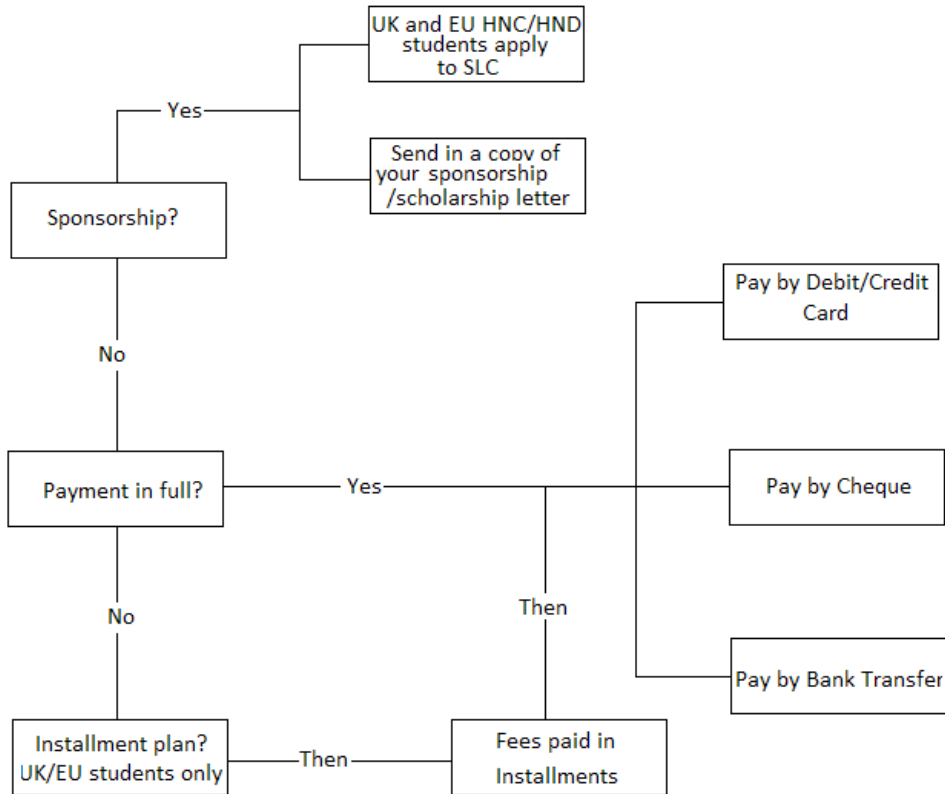 UK and EU HNC/HND
students apply
to SLC
Yes
Send in a copy of
your sponsorship
/scholarship letter
Sponsorship?
Pay by Debit/Credit
Card
No
Payment in full?
Yes
Pay by Cheque
No
Then
Pay by Bank Transfer
Installment plan?
UK/EU students only
Then
Fees paid in
Installments